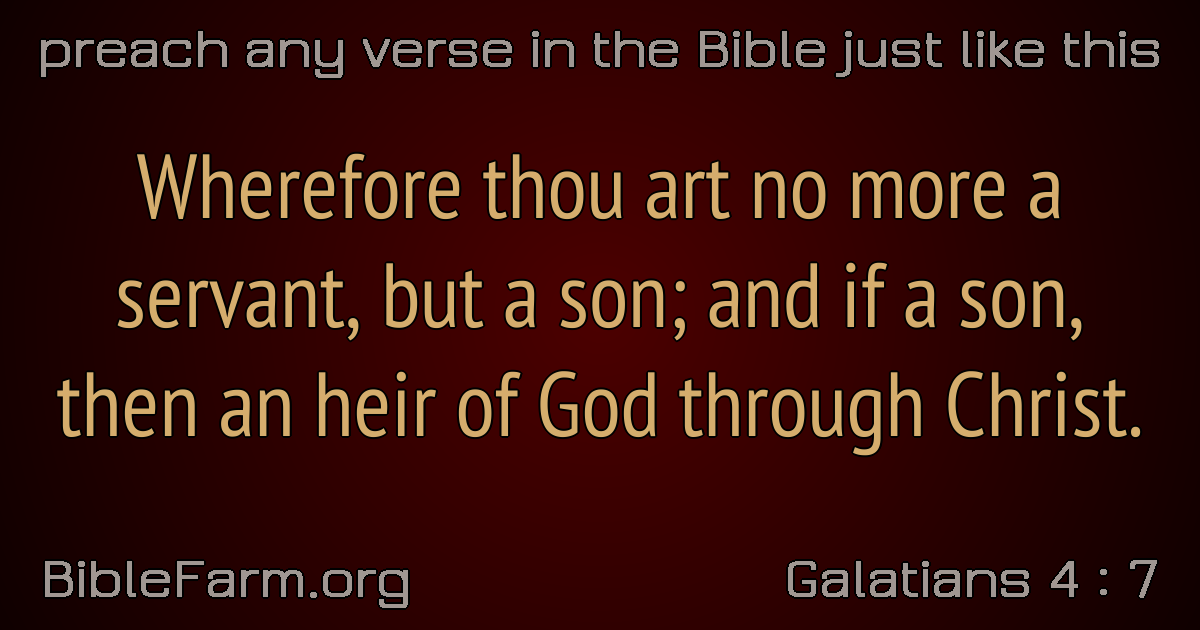 preach any verse in the Bible just like this
Wherefore thou art no more a
servant, but a son; and if a son,
then an heir of God through Christ.
BibleFarm.org
Galatians 4 : 7